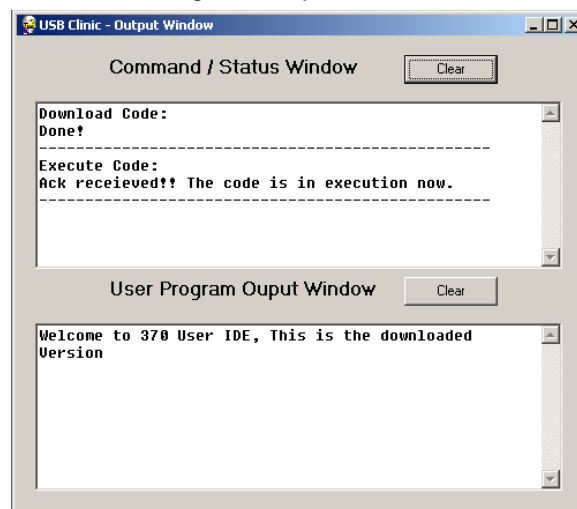 USB Clinic - Output Window
Command / Status Window
Clear
Download Code:
Done!
-------------------------------------------------
Execute Code:
Ack receieved!! The code is in execution now.
-------------------------------------------------
User Program Ouput Window
Clear
Welcome to 370 User IDE, This is the downloaded
Version